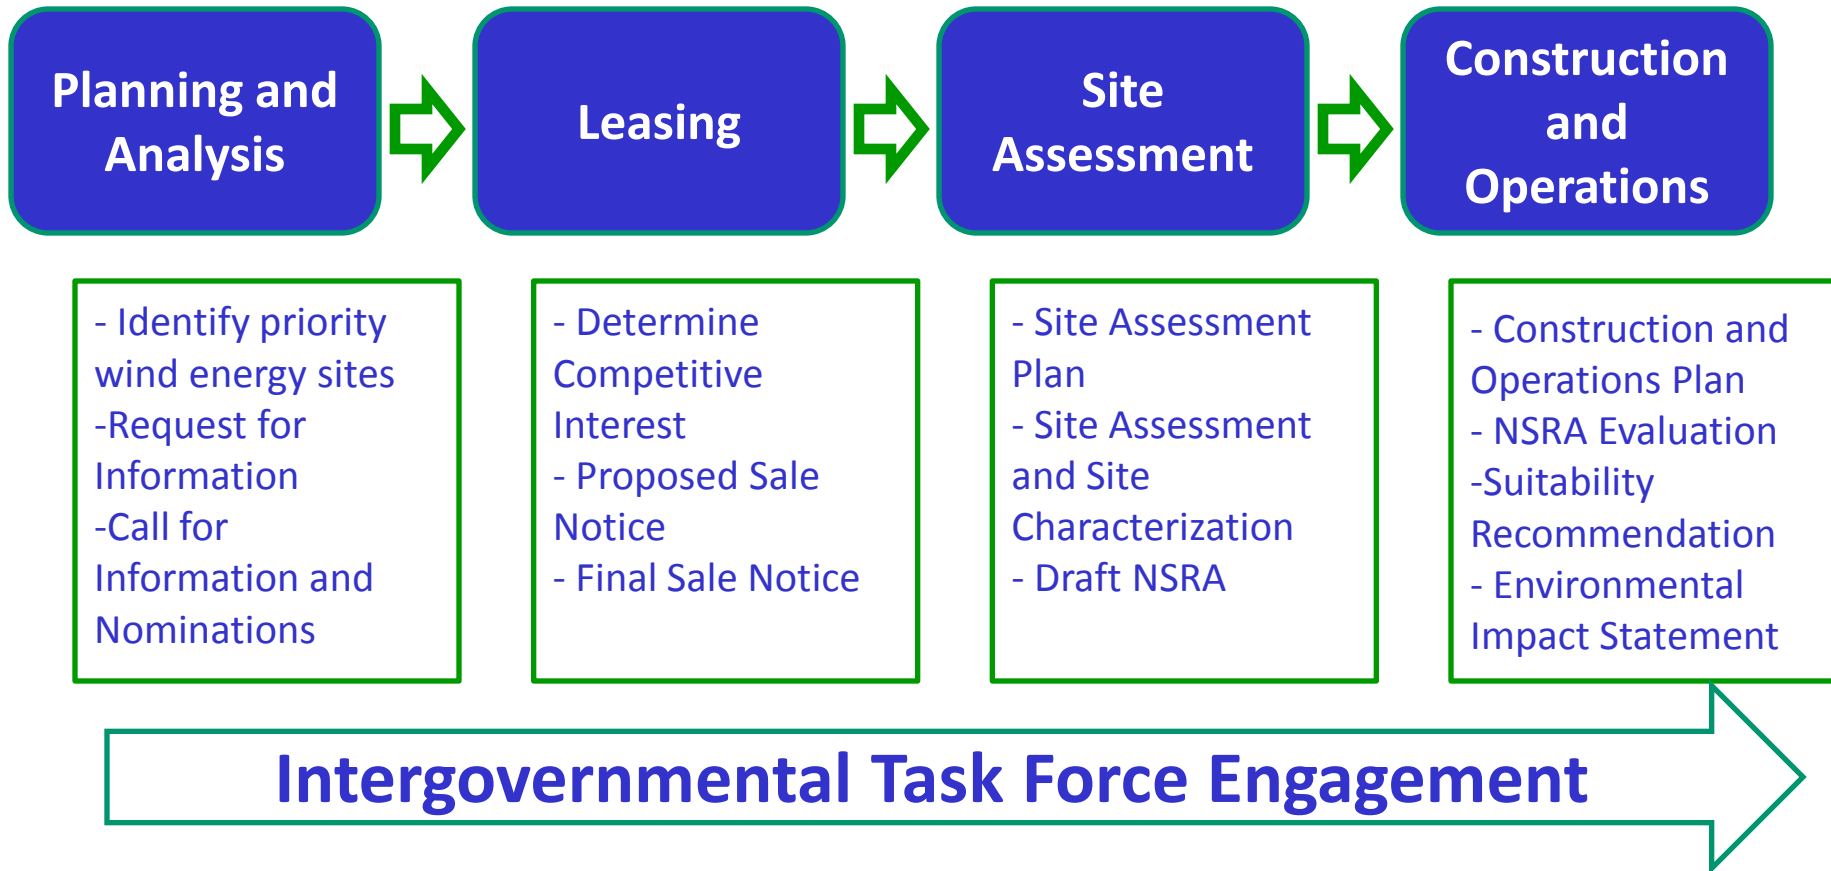 Planning and
Analysis
Leasing
Site
Assessment
Construction
and
Operations
- Identify priority
wind energy sites
-Request for
Information
-Call for
Information and
Nominations
- Determine
Competitive
Interest
- Proposed Sale
Notice
- Final Sale Notice
- Site Assessment
Plan
- Site Assessment
and Site
Characterization
- Draft NSRA
- Construction and
Operations Plan
- NSRA Evaluation
-Suitability
Recommendation
- Environmental
Impact Statement
Intergovernmental Task Force Engagement